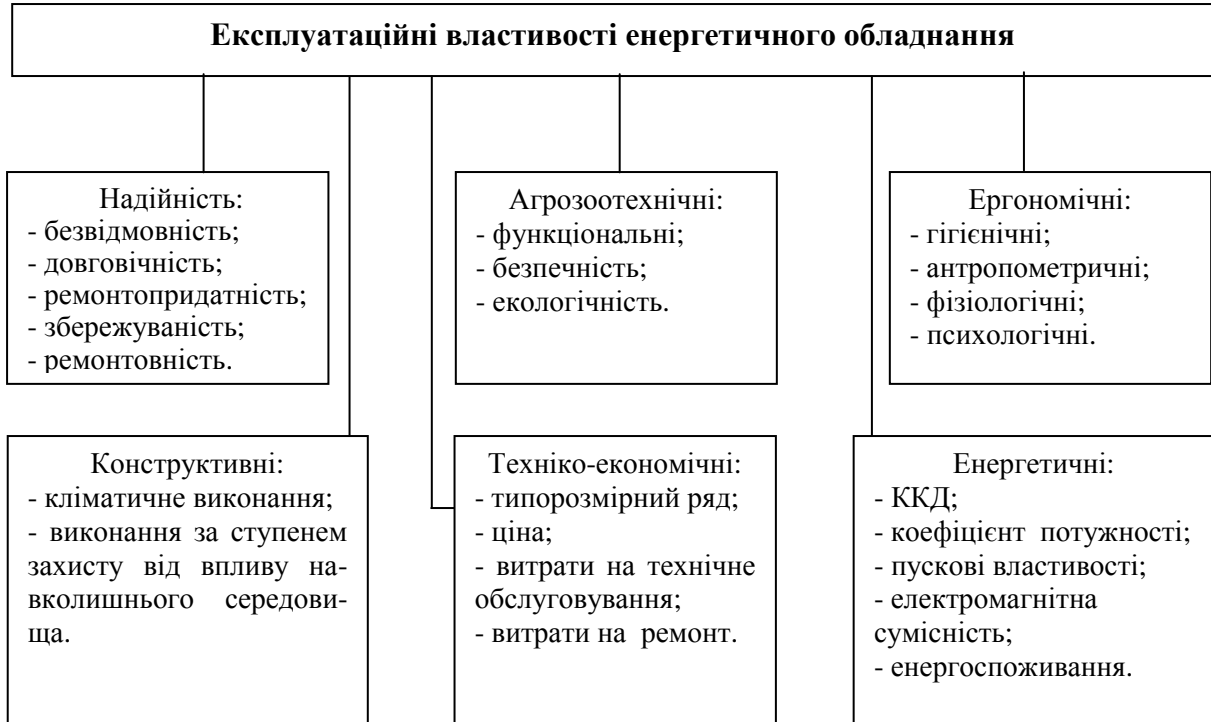 Експлуатаційні властивості енергетичного обладнання
Надійність:
- безвідмовність;
- довговічність;
- ремонтопридатність;
- збережуваність;
- ремонтовність.
Агрозоотехнічні:
- функціональні;
- безпечність;
- екологічність.
Ергономічні:
- гігієнічні;
- антропометричні;
- фізіологічні;
- психологічні.
Конструктивні:
- кліматичне виконання;
- виконання за ступенем
захисту від впливу на-
вколишнього середови-
ща.
Техніко-економічні:
- типорозмірний ряд;
- ціна;
- витрати на технічне
обслуговування;
- витрати на ремонт.
Енергетичні:
- ККД;
- коефіцієнт потужності;
- пускові властивості;
- електромагнітна
сумісність;
- енергоспоживання.